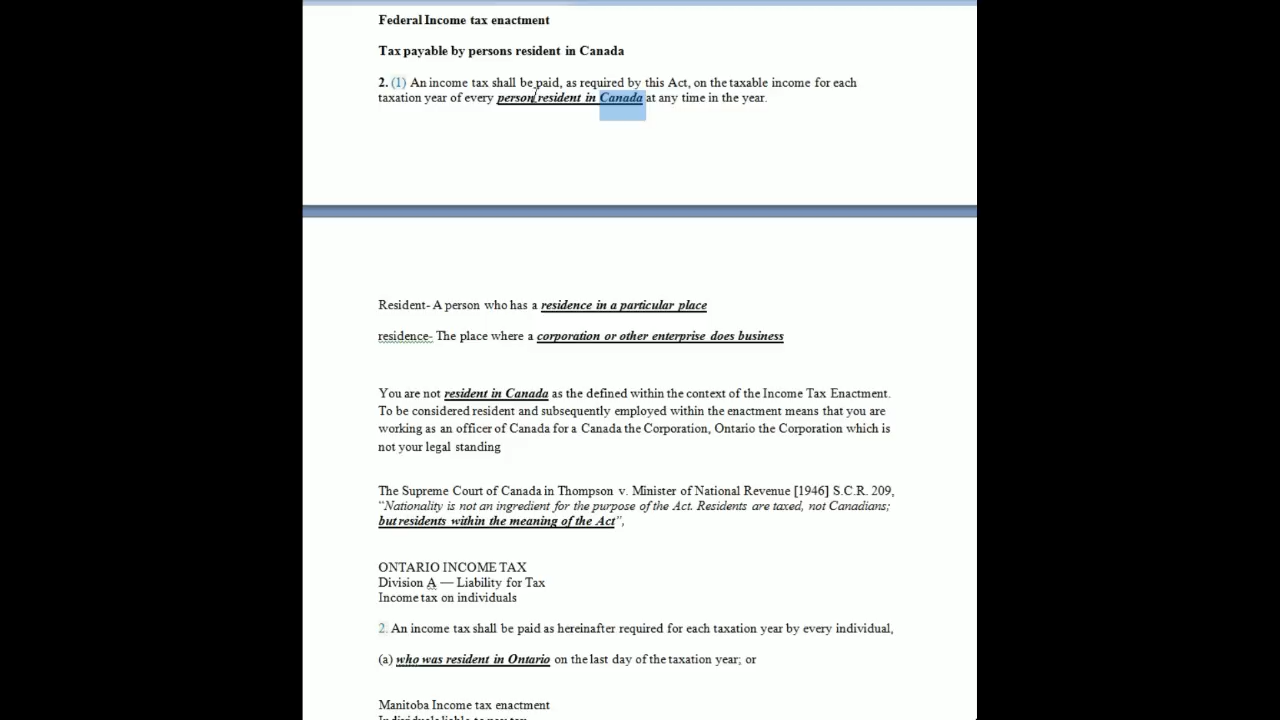 Federal Income tax enactment
Tax payable by persons resident in Canada
2. (1) An income tax shall be paid, as required by this Act, on the taxable income for each
taxation year of every person resident in Canada at any time in the year.
Resident- A person who has a residence in a particular place
residence- The place where a corporation or other enterprise does business
You are not resident in Canada as the defined within the context of the Income Tax Enactment.
To be considered resident and subsequently employed within the enactment means that you are
working as an officer of Canada for a Canada the Corporation, Ontario the Corporation which is
not your legal standing
The Supreme Court of Canada in Thompson v. Minister of National Revenue [1946] S.C.R. 209,
"Nationality is not an ingredient for the purpose of the Act. Residents are taxed, not Canadians;
but residents within the meaning of the Act",
ONTARIO INCOME TAX
Division A — Liability for Tax
Income tax on individuals
2. An income tax shall be paid as hereinafter required for each taxation year by every individual,
(a) who was resident in Ontario on the last day of the taxation year; or
Manitoba Income tax enactment
Individuals liable to pay tax